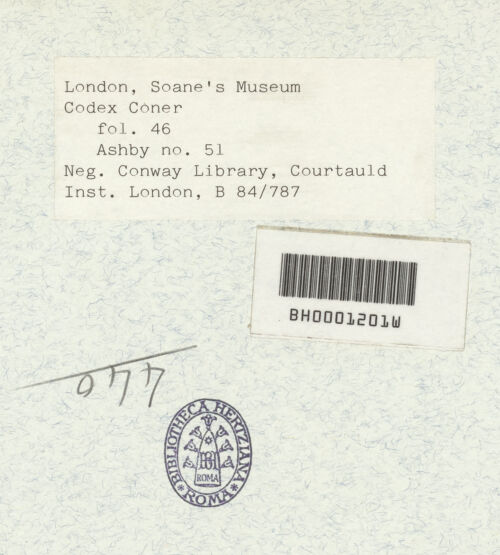 London, Soane's Museum
Codex Coner
fol. 46
Ashby no. 51
Neg. Conway Library, Courtauld
Inst. London, B 84/787
BH0001201W
BIBLIOTHECA HERTZIANA
ROMA
ROMA